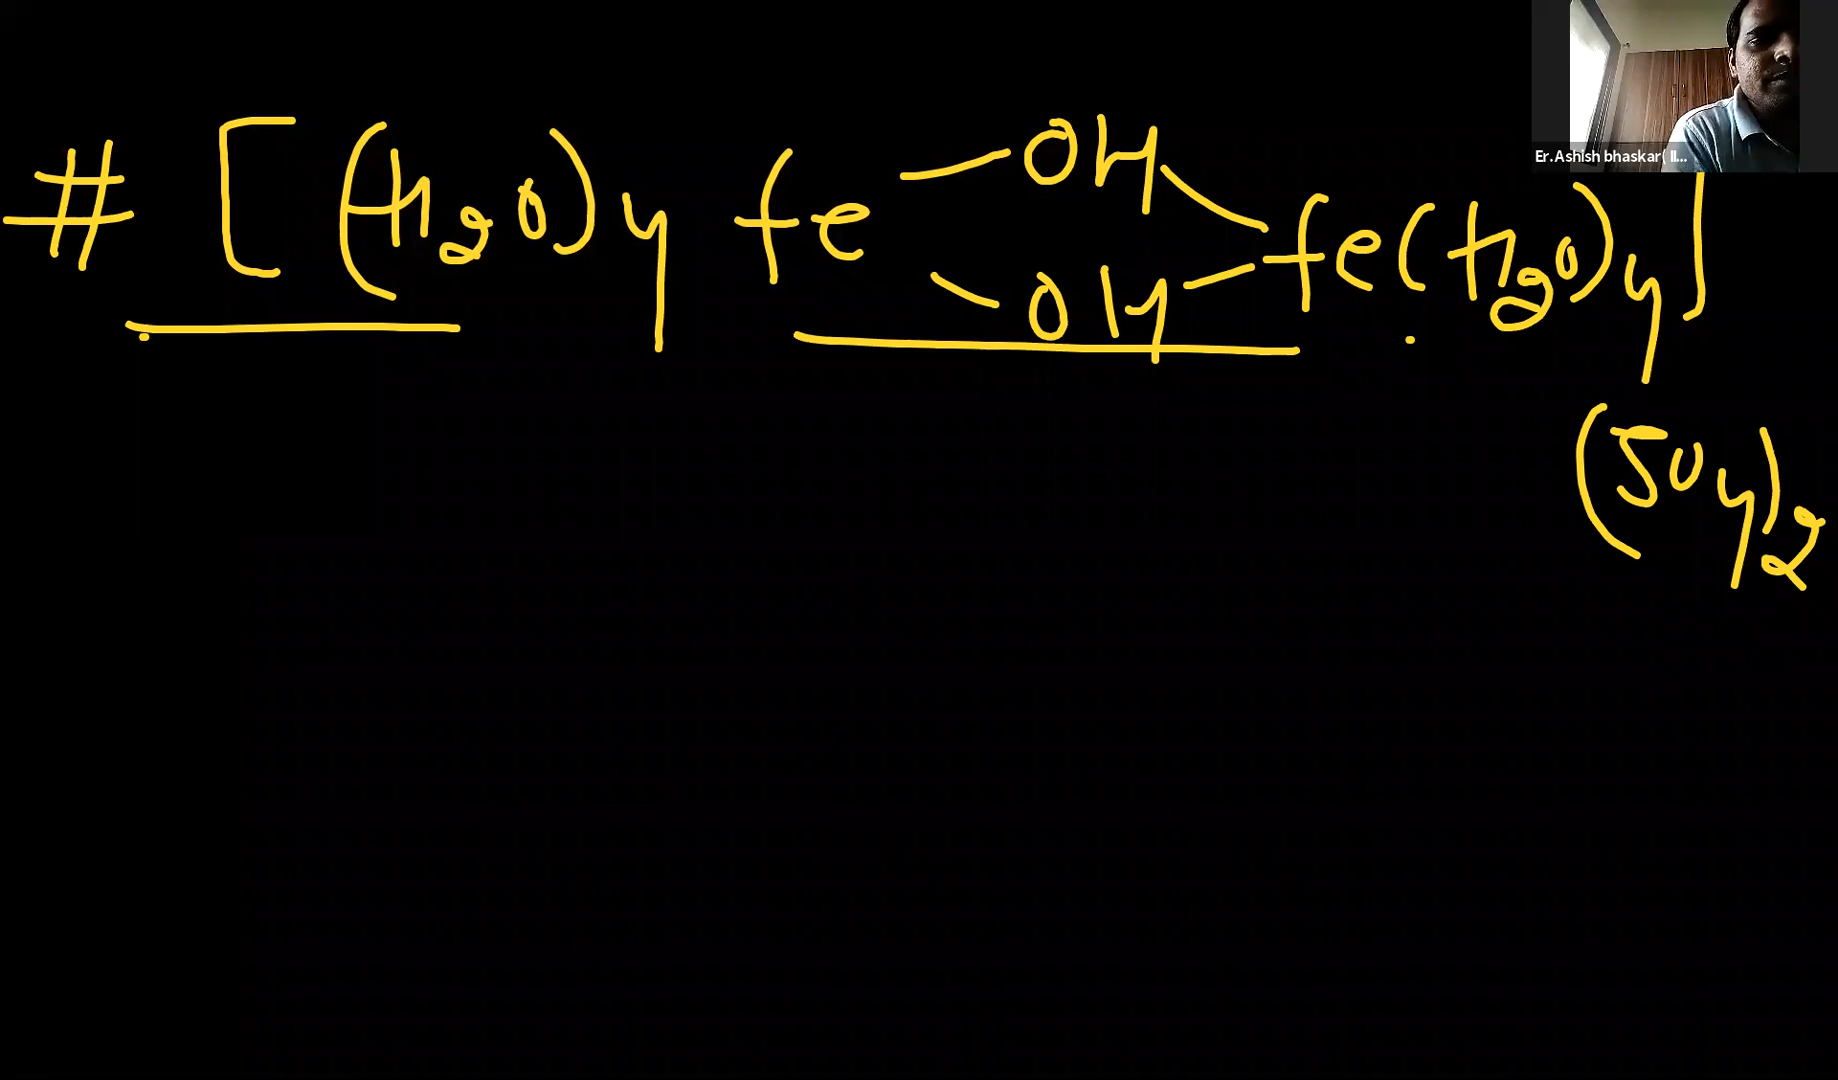 Er.Ashish bhaskar( II...
# [(H2O)4 Fe OH Fe(H2O)4]
OH
(SO4)2